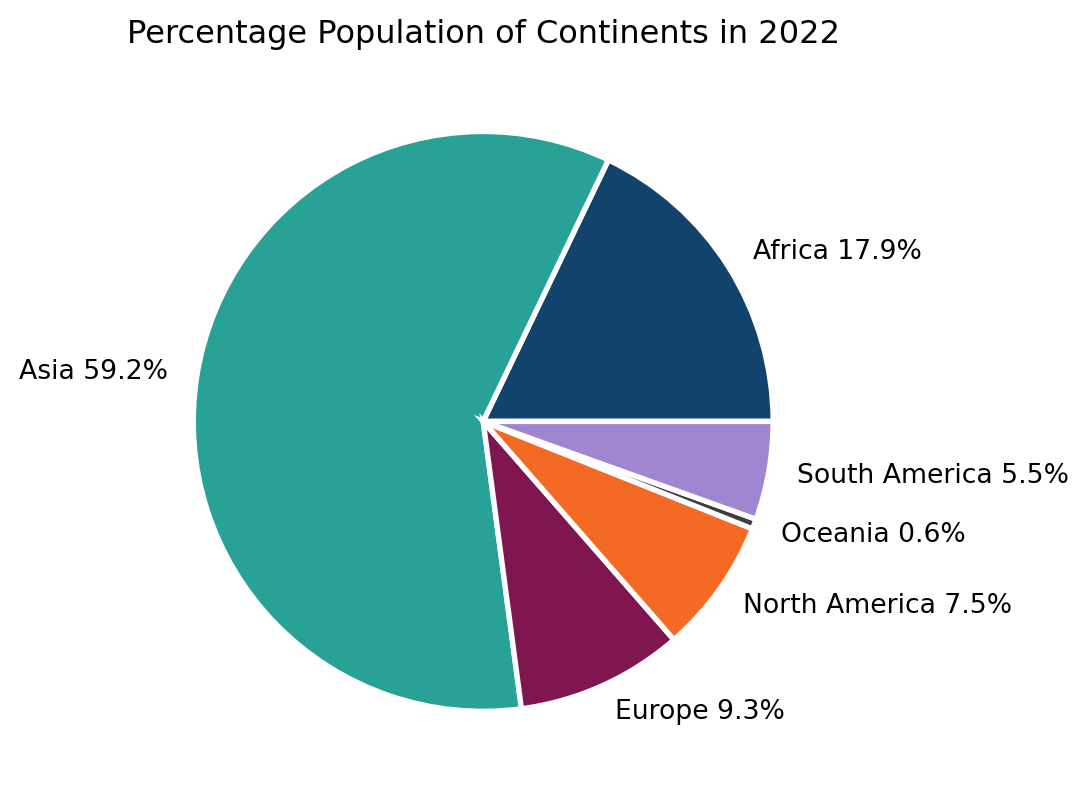 Percentage Population of Continents in 2022
Africa 17.9%
Asia 59.2%
South America 5.5%
Oceania 0.6%
North America 7.5%
Europe 9.3%